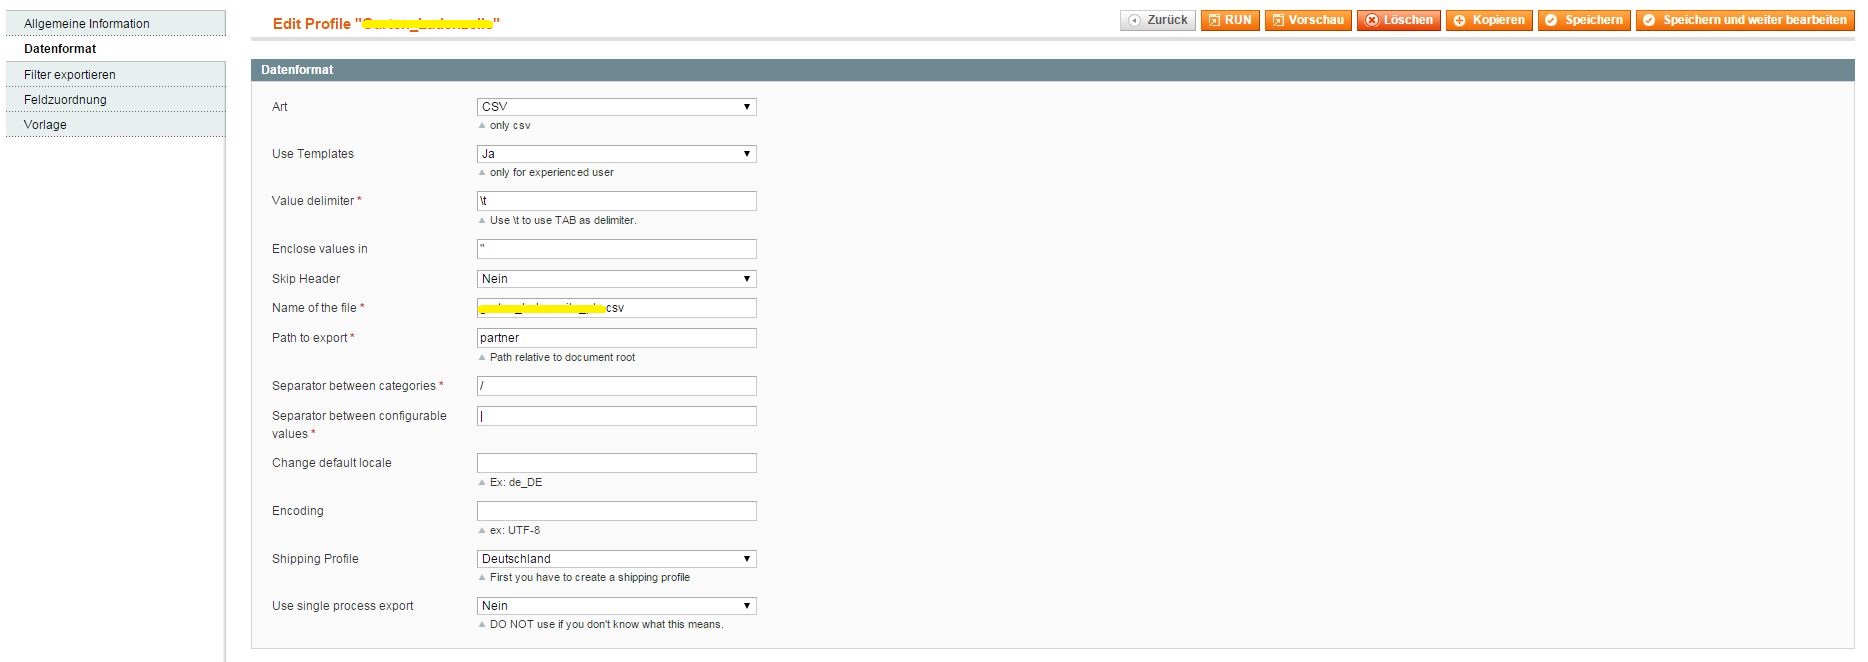 Allgemeine Information
Datenformat
Filter exportieren
Feldzuordnung
Vorlage
Edit Profile "
Zurück
RUN
Vorschau
Löschen
Kopieren
Speichern
Speichern und weiter bearbeiten
Datenformat
Art
CSV
only csv
Use Templates
Ja
only for experienced user
Value delimiter *
\t
Use \t to use TAB as delimiter.
Enclose values in
"
Skip Header
Nein
Name of the file *
csv
Path to export *
partner
Path relative to document root
Separator between categories *
/
Separator between configurable
values *
|
Change default locale
Ex: de_DE
Encoding
ex: UTF-8
Shipping Profile
Deutschland
First you have to create a shipping profile
Use single process export
Nein
DO NOT use if you don't know what this means.